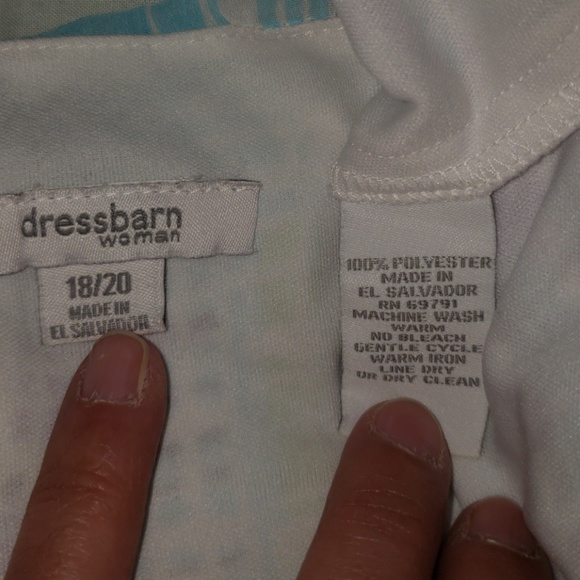 dressbarn
woman
18/20
MADE IN
EL SALVADOR
100% POLYESTER
MADE IN
EL SALVADOR
RN 69791
MACHINE WASH
WARM
NO BLEACH
GENTLE CYCLE
WARM IRON
LINE DRY
OR DRY CLEAN